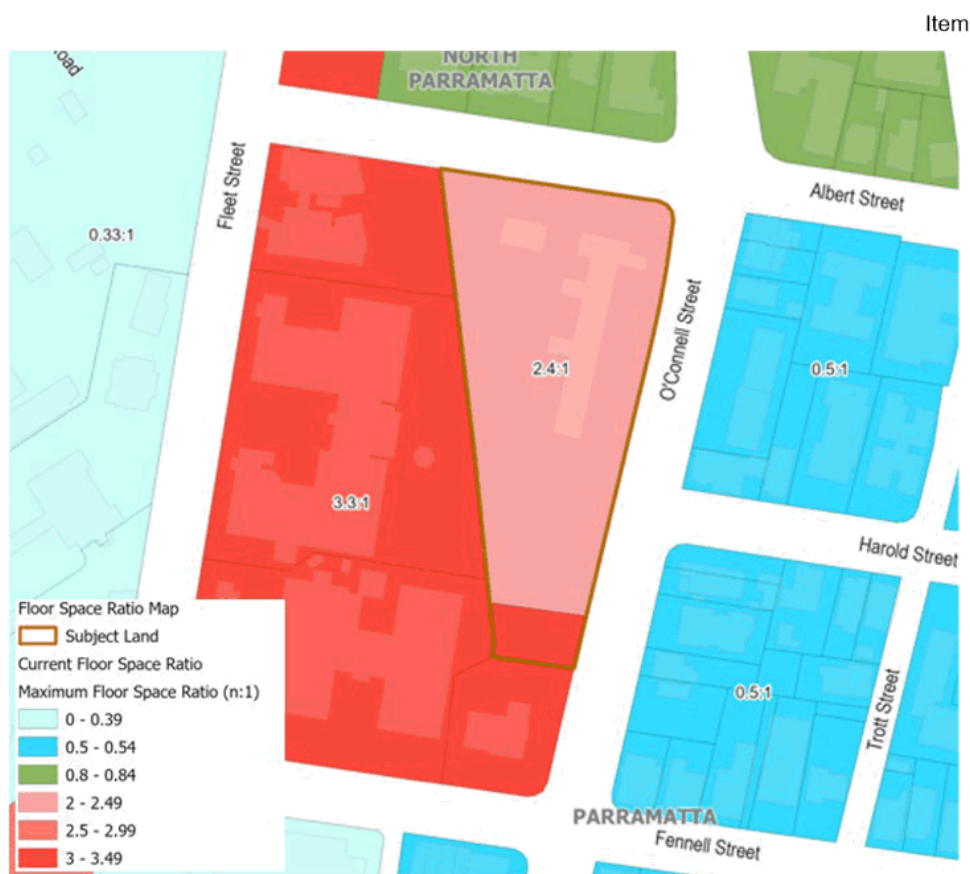 Item
NORTH
PARRAMATTA
Fleet Street
Albert Street
0.33:1
O'Connell Street
2.4:1
0.5:1
3.3:1
Harold Street
Floor Space Ratio Map
Subject Land
Current Floor Space Ratio
Maximum Floor Space Ratio (n:1)
0 - 0.39
0.5 - 0.54
0.8 - 0.84
2 - 2.49
2.5 - 2.99
3 - 3.49
0.5:1
Trott Street
PARRAMATTA
Fennell Street